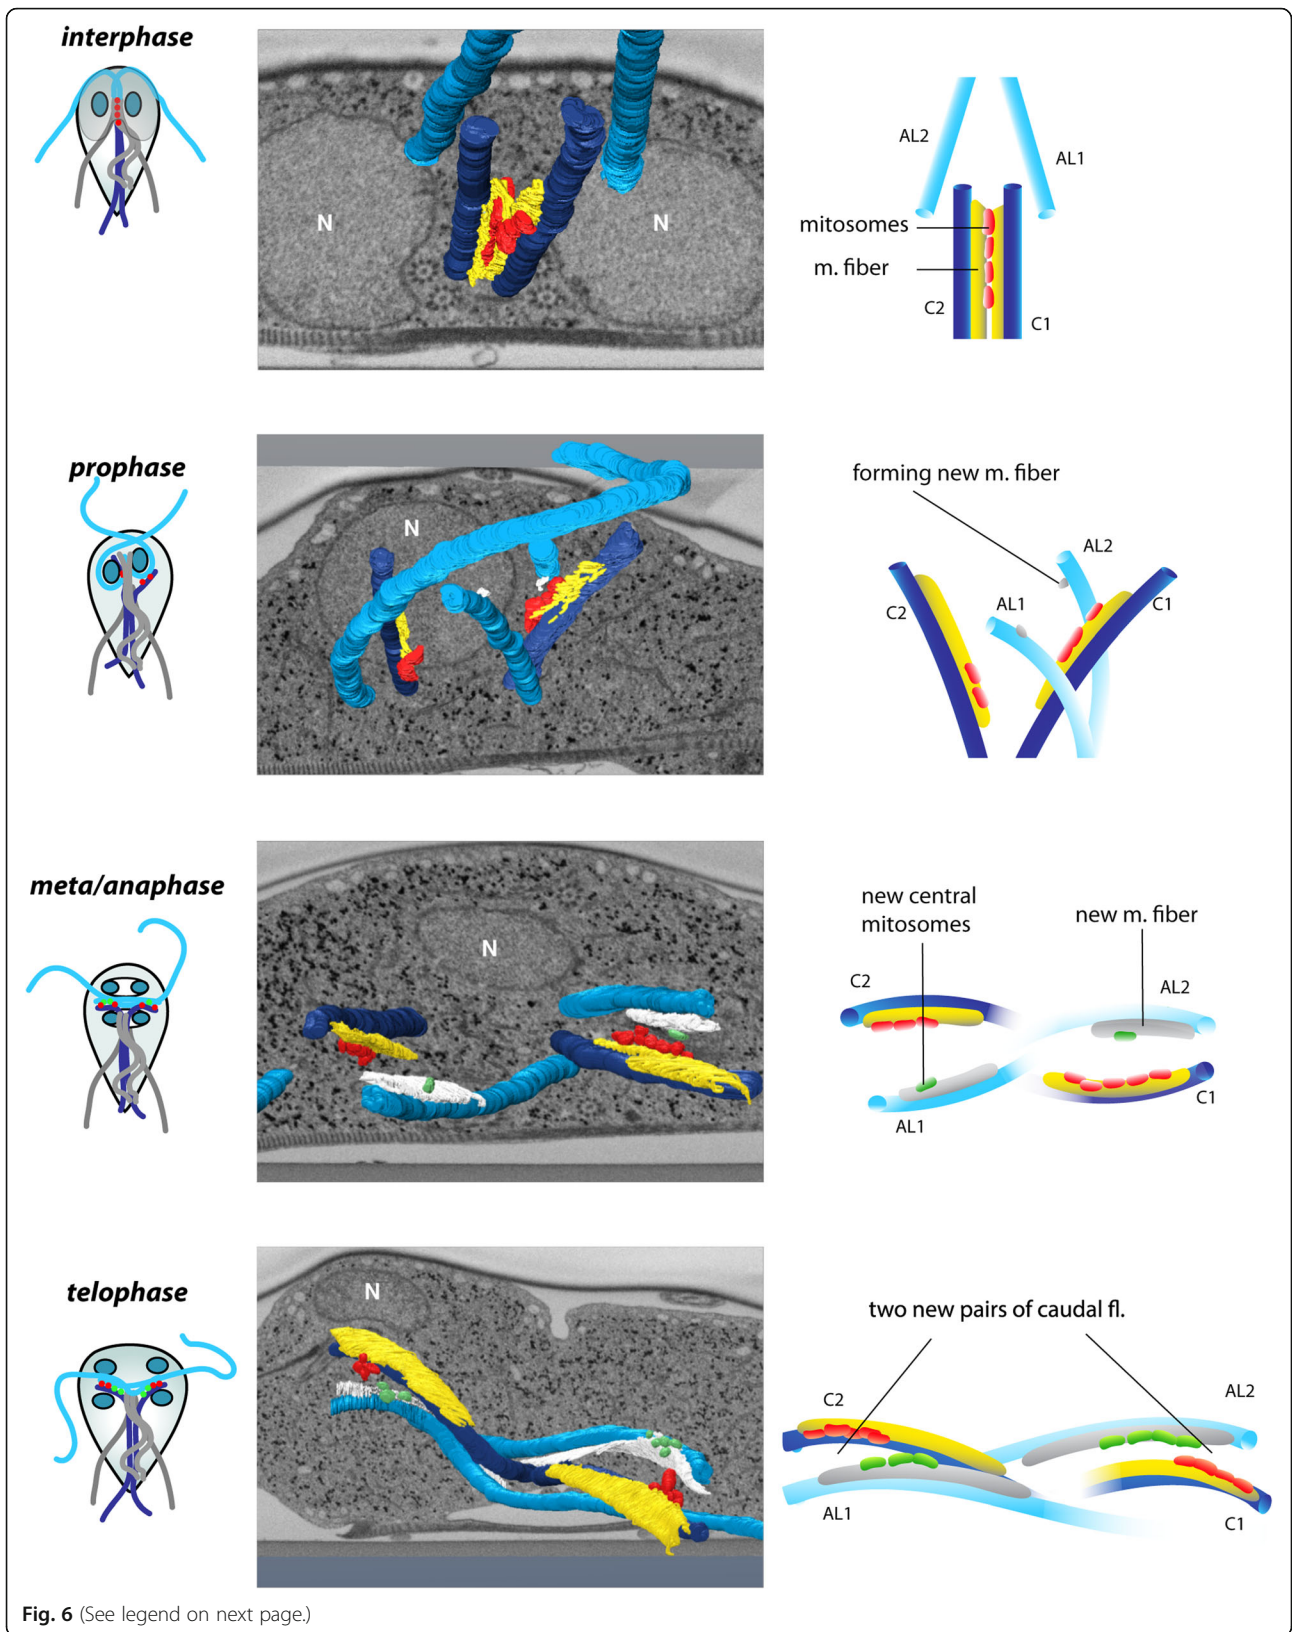 interphase
N
N
AL2
AL1
mitosomes
m. fiber
C2
C1
prophase
N
forming new m. fiber
AL2
AL1
C2
C1
meta/anaphase
N
new central
mitosomes
new m. fiber
C2
AL2
AL1
C1
telophase
N
two new pairs of caudal fl.
C2
AL2
AL1
C1
Fig. 6 (See legend on next page.)